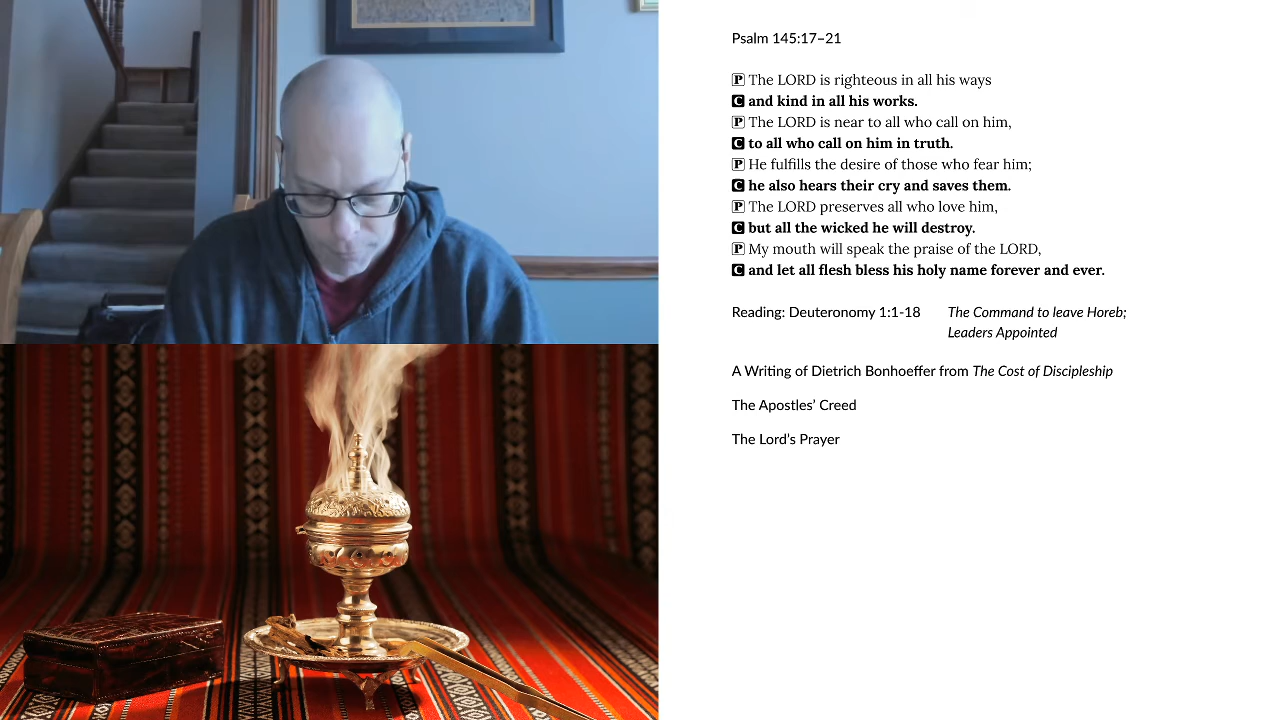 Psalm 145:17–21
P The LORD is righteous in all his ways
C and kind in all his works.
P The LORD is near to all who call on him,
C to all who call on him in truth.
P He fulfills the desire of those who fear him;
C he also hears their cry and saves them.
P The LORD preserves all who love him,
C but all the wicked he will destroy.
P My mouth will speak the praise of the LORD,
C and let all flesh bless his holy name forever and ever.
Reading: Deuteronomy 1:1-18 The Command to leave Horeb;
Leaders Appointed
A Writing of Dietrich Bonhoeffer from The Cost of Discipleship
The Apostles’ Creed
The Lord’s Prayer